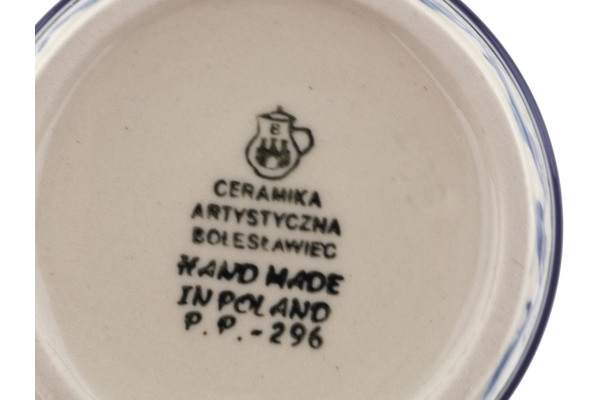 B
CERAMIKA
ARTYSTYCZNA
BOLESŁAWIEC
HAND MADE
IN POLAND
P.P.-296